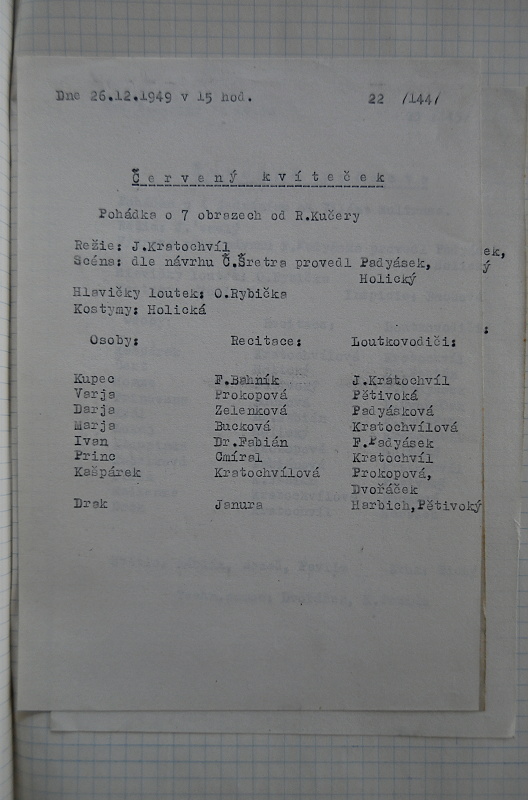 Dne 26.12.1949 v 15 hod. 22 /144/
Červený kvíteček
Pohádka o 7 obrazech od R.Kučery
Režie: J.Kratochvíl
Scéna: dle návrhu Č.Šretra provedl Padyásek,
Holický
Hlavičky loutek: O.Rybička
Kostymy: Holická
Osoby: Recitace: Loutkovodiči:
Kupec F.Bahník J.Kratochvíl
Varja Prokopová Pětivoká
Darja Zelenková Padyásková
Marja Bucková Kratochvílová
Ivan Dr.Fabián F.Padyásek
Princ Cmíral Kratochvíl
Kašpárek Kratochvílová Prokopová,
Dvořáček
Drak Janura Harbich,Pětivoký